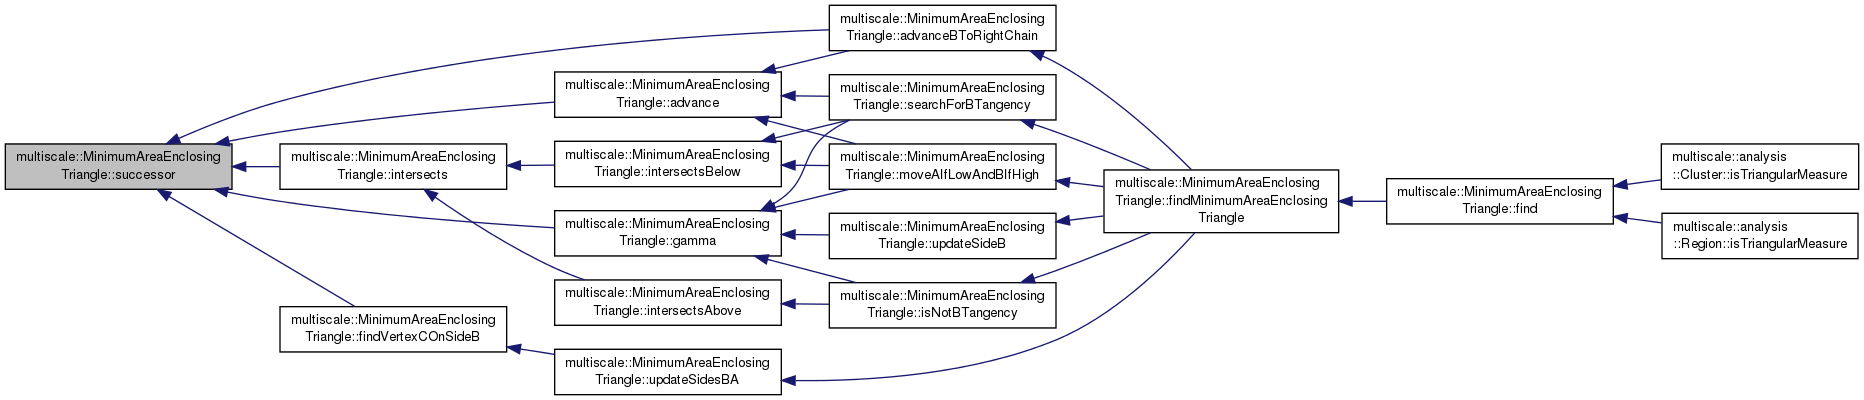 multiscale::MinimumAreaEnclosing
Triangle::successor
multiscale::MinimumAreaEnclosing
Triangle::intersects
multiscale::MinimumAreaEnclosing
Triangle::findVertexCOnSideB
multiscale::MinimumAreaEnclosing
Triangle::advance
multiscale::MinimumAreaEnclosing
Triangle::intersectsBelow
multiscale::MinimumAreaEnclosing
Triangle::gamma
multiscale::MinimumAreaEnclosing
Triangle::intersectsAbove
multiscale::MinimumAreaEnclosing
Triangle::updateSidesBA
multiscale::MinimumAreaEnclosing
Triangle::advanceBToRightChain
multiscale::MinimumAreaEnclosing
Triangle::searchForBTangency
multiscale::MinimumAreaEnclosing
Triangle::moveAIfLowAndBIfHigh
multiscale::MinimumAreaEnclosing
Triangle::updateSideB
multiscale::MinimumAreaEnclosing
Triangle::isNotBTangency
multiscale::MinimumAreaEnclosing
Triangle::findMinimumAreaEnclosing
Triangle
multiscale::MinimumAreaEnclosing
Triangle::find
multiscale::analysis
::Cluster::isTriangularMeasure
multiscale::analysis
::Region::isTriangularMeasure